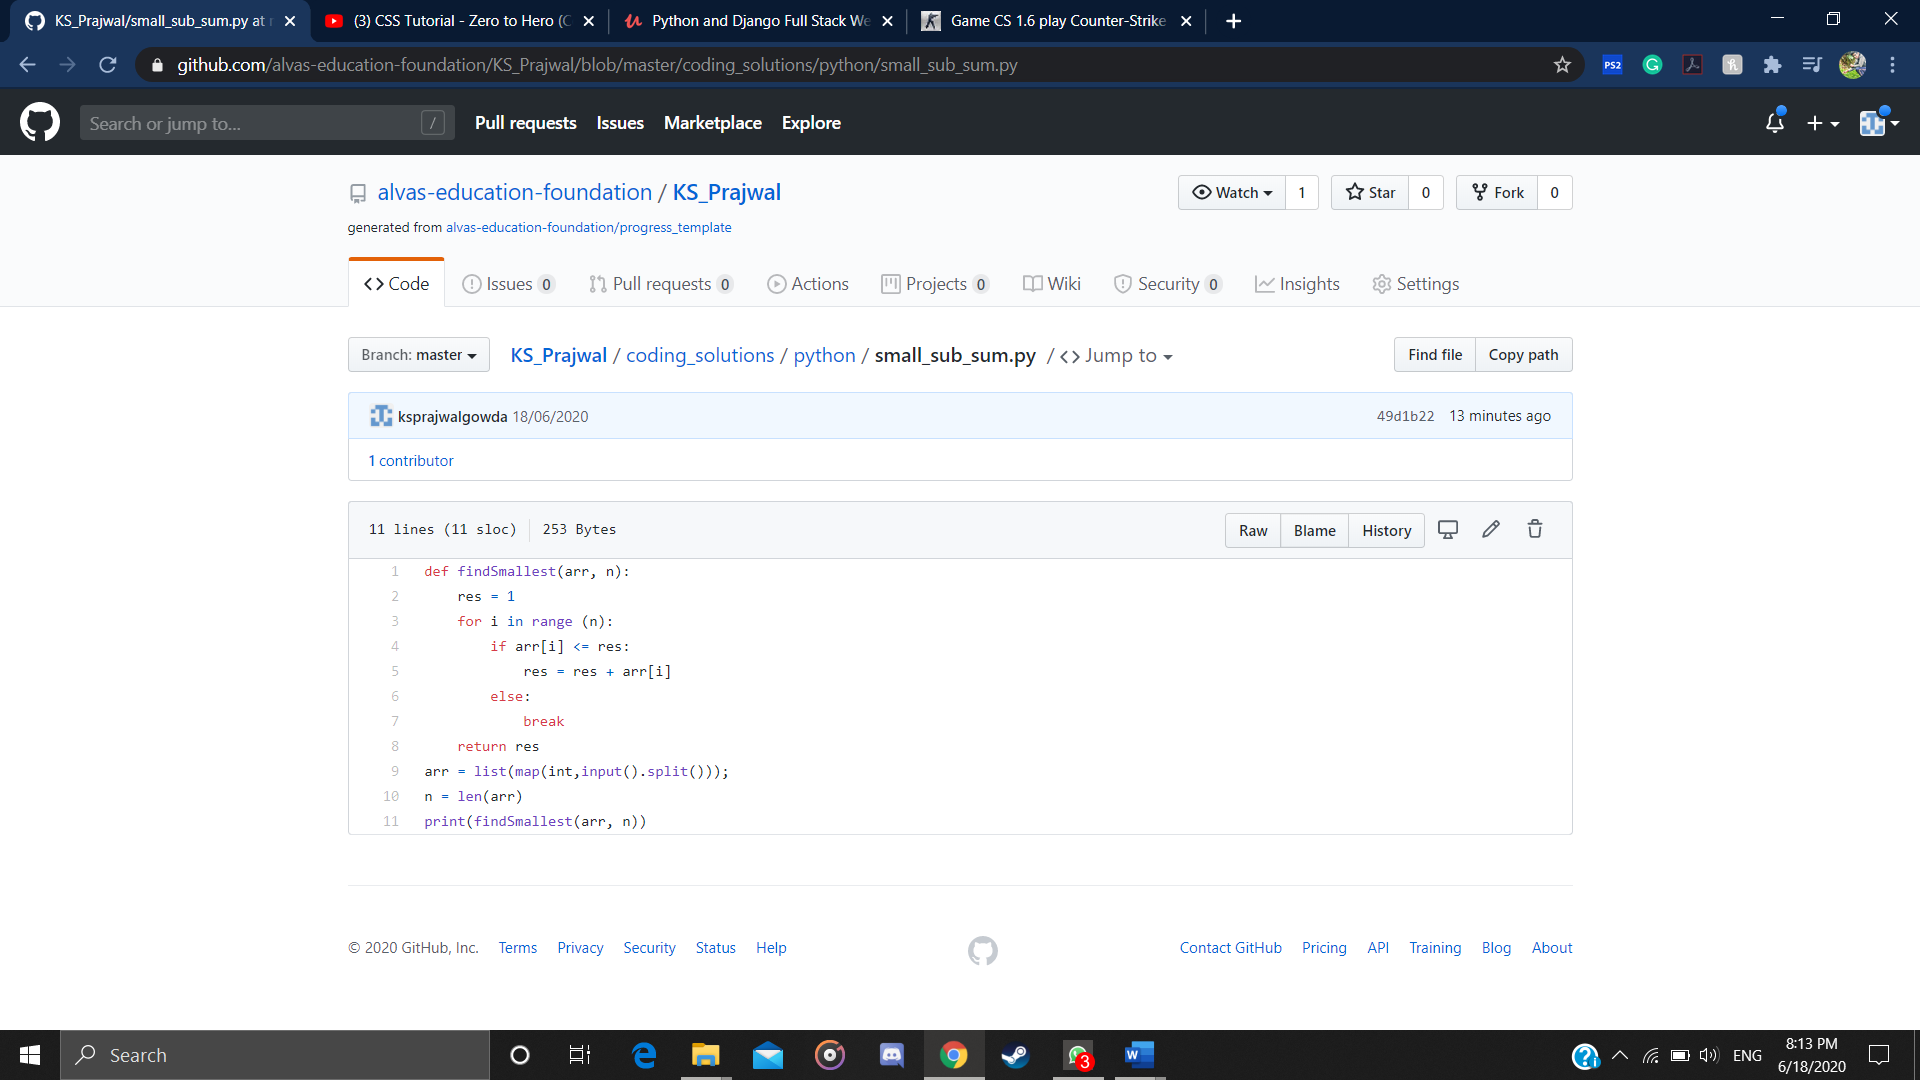 KS_Prajwal/small_sub_sum.py at r
(3) CSS Tutorial - Zero to Hero (C
Python and Django Full Stack We
Game CS 1.6 play Counter-Strike
github.com/alvas-education-foundation/KS_Prajwal/blob/master/coding_solutions/python/small_sub_sum.py
PS2
Search or jump to...
/
Pull requests
Issues
Marketplace
Explore
alvas-education-foundation / KS_Prajwal
Watch 1
Star 0
Fork 0
generated from alvas-education-foundation/progress_template
Code
Issues 0
Pull requests 0
Actions
Projects 0
Wiki
Security 0
Insights
Settings
Branch: master
KS_Prajwal / coding_solutions / python / small_sub_sum.py / <> Jump to
Find file
Copy path
ksprajwalgowda 18/06/2020
49d1b22 13 minutes ago
1 contributor
11 lines (11 sloc) 253 Bytes
Raw
Blame
History
1 def findSmallest(arr, n):
2 res = 1
3 for i in range (n):
4 if arr[i] <= res:
5 res = res + arr[i]
6 else:
7 break
8 return res
9 arr = list(map(int,input().split()));
10 n = len(arr)
11 print(findSmallest(arr, n))
© 2020 GitHub, Inc.
Terms
Privacy
Security
Status
Help
Contact GitHub
Pricing
API
Training
Blog
About
Search
3
ENG
8:13 PM
6/18/2020